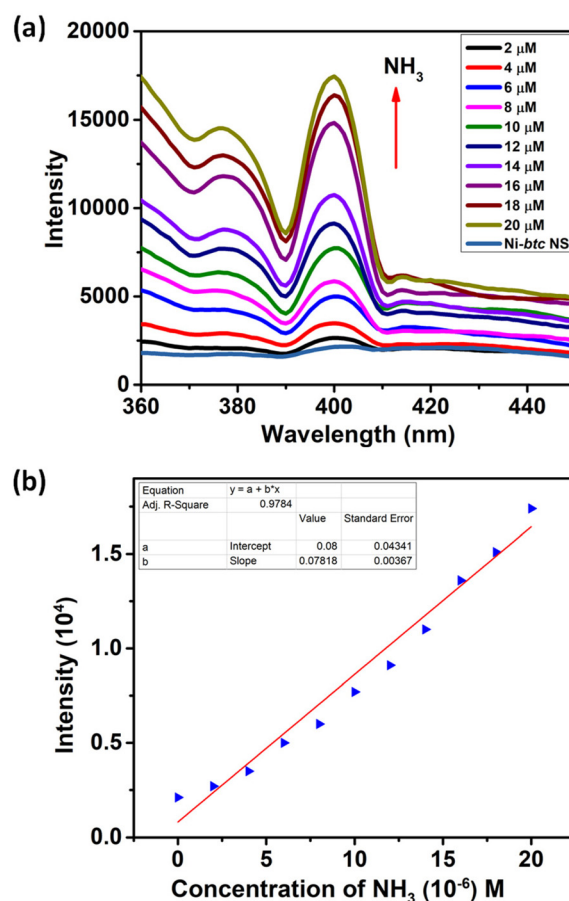 (a)
20000
15000
10000
5000
0
Intensity
NH3
2 μM
4 μM
6 μM
8 μM
10 μM
12 μM
14 μM
16 μM
18 μM
20 μM
Ni-btc NS
360 380 400 420 440
Wavelength (nm)
(b)
Equation y = a + b*x
Adj. R-Square 0.9784
Value Standard Error
a Intercept 0.08 0.04341
b Slope 0.07818 0.00367
1.5
1.0
0.5
0.0
Intensity (10⁴)
0 5 10 15 20
Concentration of NH3 (10⁻⁶) M